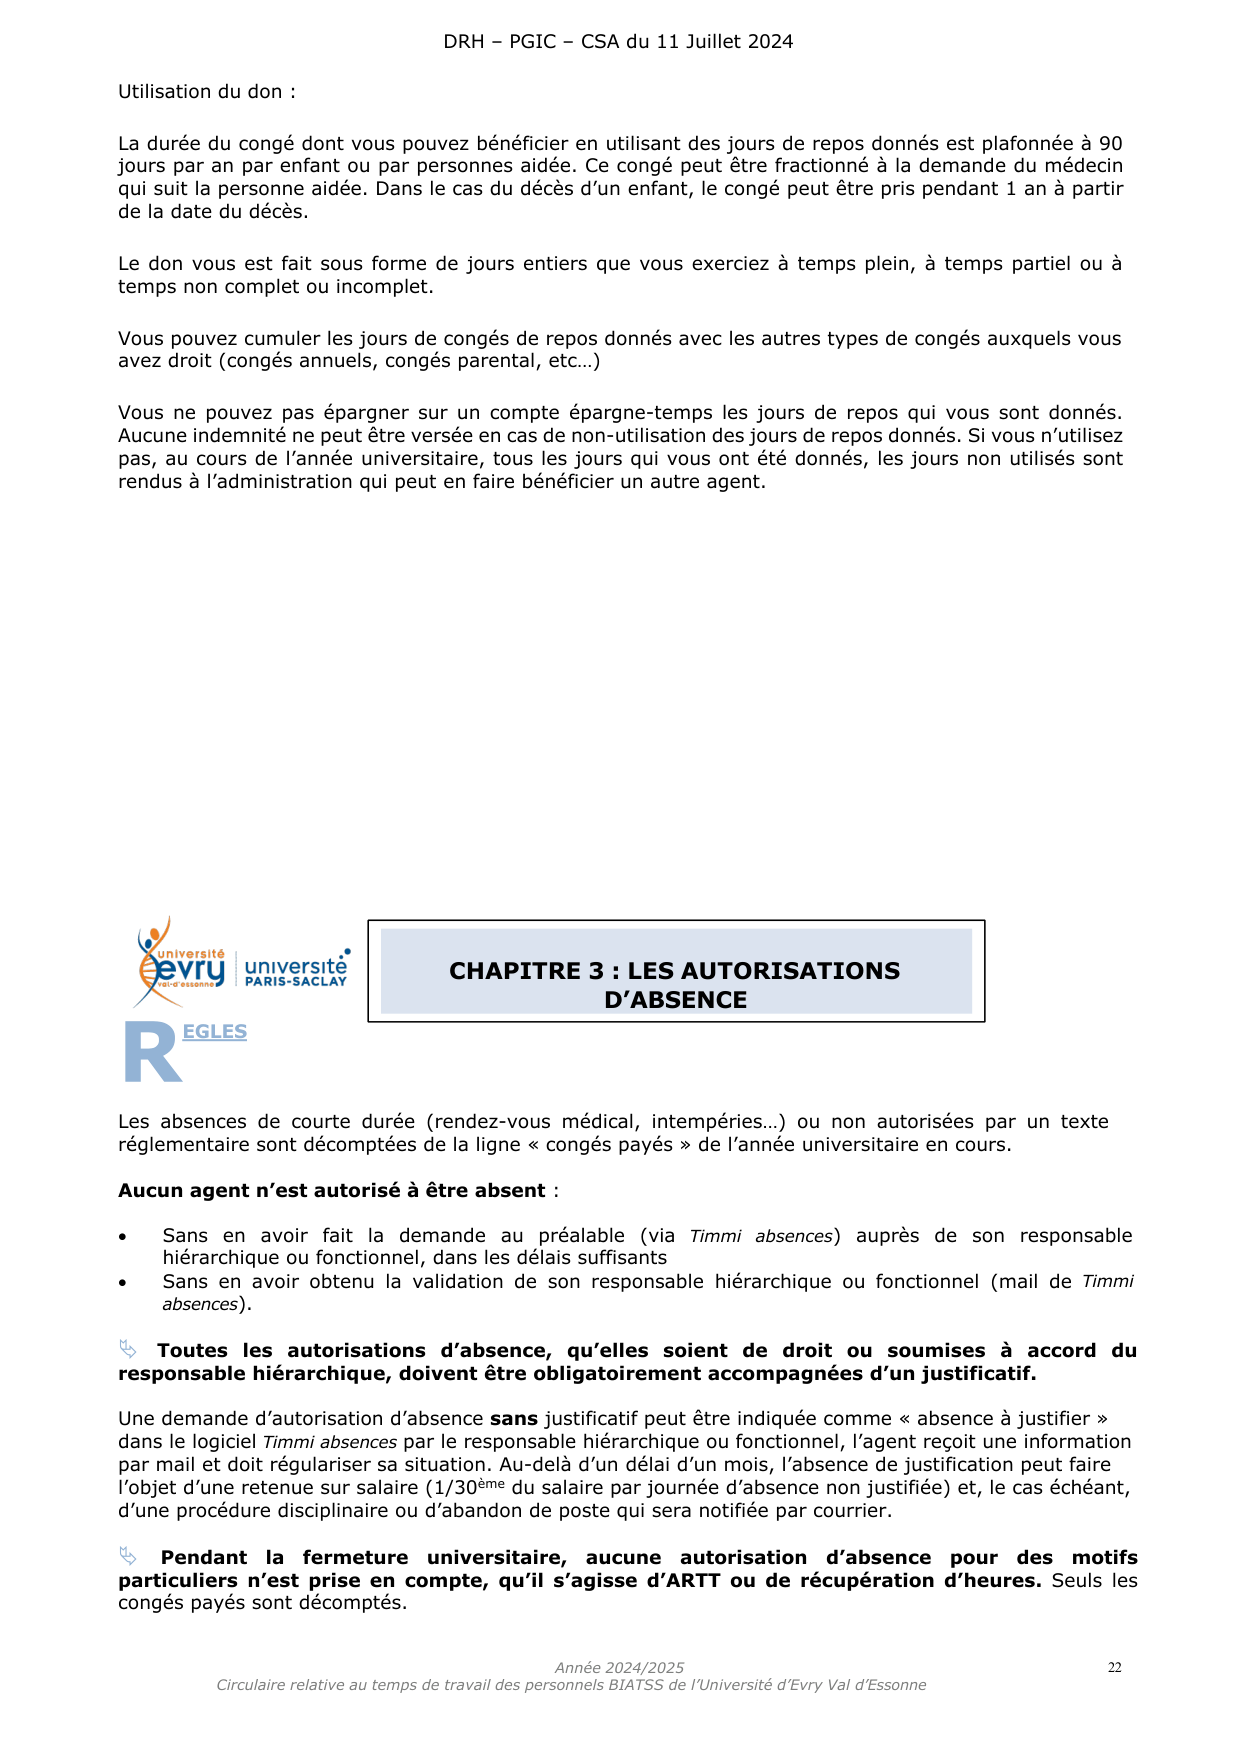 DRH – PGIC – CSA du 11 Juillet 2024
Utilisation du don :
La durée du congé dont vous pouvez bénéficier en utilisant des jours de repos donnés est plafonnée à 90
jours par an par enfant ou par personnes aidée. Ce congé peut être fractionné à la demande du médecin
qui suit la personne aidée. Dans le cas du décès d’un enfant, le congé peut être pris pendant 1 an à partir
de la date du décès.
Le don vous est fait sous forme de jours entiers que vous exerciez à temps plein, à temps partiel ou à
temps non complet ou incomplet.
Vous pouvez cumuler les jours de congés de repos donnés avec les autres types de congés auxquels vous
avez droit (congés annuels, congés parental, etc…)
Vous ne pouvez pas épargner sur un compte épargne-temps les jours de repos qui vous sont donnés.
Aucune indemnité ne peut être versée en cas de non-utilisation des jours de repos donnés. Si vous n’utilisez
pas, au cours de l’année universitaire, tous les jours qui vous ont été donnés, les jours non utilisés sont
rendus à l’administration qui peut en faire bénéficier un autre agent.
université
evry
val-d'essonne
université
PARIS-SACLAY
CHAPITRE 3 : LES AUTORISATIONS
D’ABSENCE
REGLES
Les absences de courte durée (rendez-vous médical, intempéries…) ou non autorisées par un texte
réglementaire sont décomptées de la ligne « congés payés » de l’année universitaire en cours.
Aucun agent n’est autorisé à être absent :
• Sans en avoir fait la demande au préalable (via Timmi absences) auprès de son responsable
hiérarchique ou fonctionnel, dans les délais suffisants
• Sans en avoir obtenu la validation de son responsable hiérarchique ou fonctionnel (mail de Timmi
absences).
Toutes les autorisations d’absence, qu’elles soient de droit ou soumises à accord du
responsable hiérarchique, doivent être obligatoirement accompagnées d’un justificatif.
Une demande d’autorisation d’absence sans justificatif peut être indiquée comme « absence à justifier »
dans le logiciel Timmi absences par le responsable hiérarchique ou fonctionnel, l’agent reçoit une information
par mail et doit régulariser sa situation. Au-delà d’un délai d’un mois, l’absence de justification peut faire
l’objet d’une retenue sur salaire (1/30ème du salaire par journée d’absence non justifiée) et, le cas échéant,
d’une procédure disciplinaire ou d’abandon de poste qui sera notifiée par courrier.
Pendant la fermeture universitaire, aucune autorisation d’absence pour des motifs
particuliers n’est prise en compte, qu’il s’agisse d’ARTT ou de récupération d’heures. Seuls les
congés payés sont décomptés.
Année 2024/2025
22
Circulaire relative au temps de travail des personnels BIATSS de l’Université d’Evry Val d’Essonne